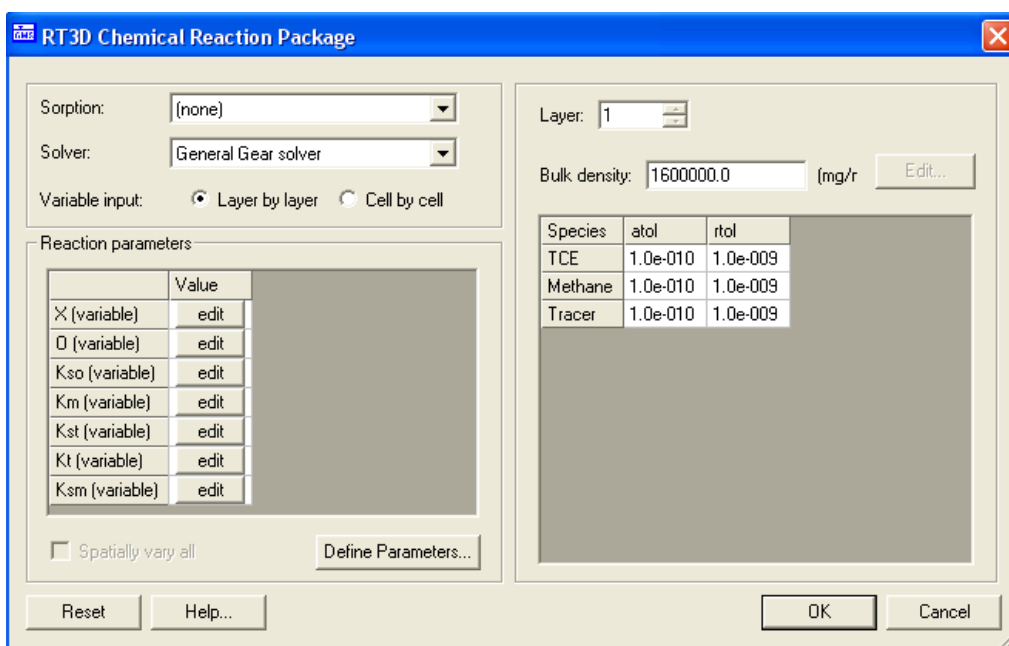 RT3D Chemical Reaction Package
Sorption: (none)
Solver: General Gear solver
Variable input: Layer by layer Cell by cell
Reaction parameters
Value
X (variable) edit
O (variable) edit
Kso (variable) edit
Km (variable) edit
Kst (variable) edit
Kt (variable) edit
Ksm (variable) edit
Spatially vary all Define Parameters...
Layer: 1
Bulk density: 1600000.0 (mg/r Edit...
Species atol rtol
TCE 1.0e-010 1.0e-009
Methane 1.0e-010 1.0e-009
Tracer 1.0e-010 1.0e-009
Reset Help... OK Cancel